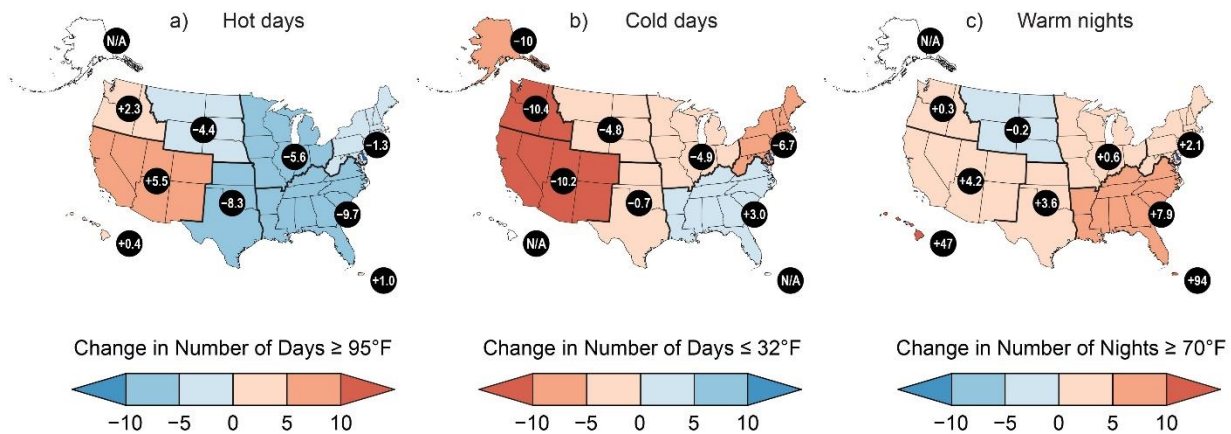 a) Hot days
N/A
+2.3
−4.4
−1.3
−5.6
+5.5
−8.3
−9.7
+0.4
+1.0
Change in Number of Days ≥ 95°F
−10 −5 0 5 10
b) Cold days
−10
−10.4
−4.8
−6.7
−4.9
−10.2
−0.7
+3.0
N/A
N/A
Change in Number of Days ≤ 32°F
−10 −5 0 5 10
c) Warm nights
N/A
+0.3
−0.2
+2.1
+0.6
+4.2
+3.6
+7.9
+47
+94
Change in Number of Nights ≥ 70°F
−10 −5 0 5 10